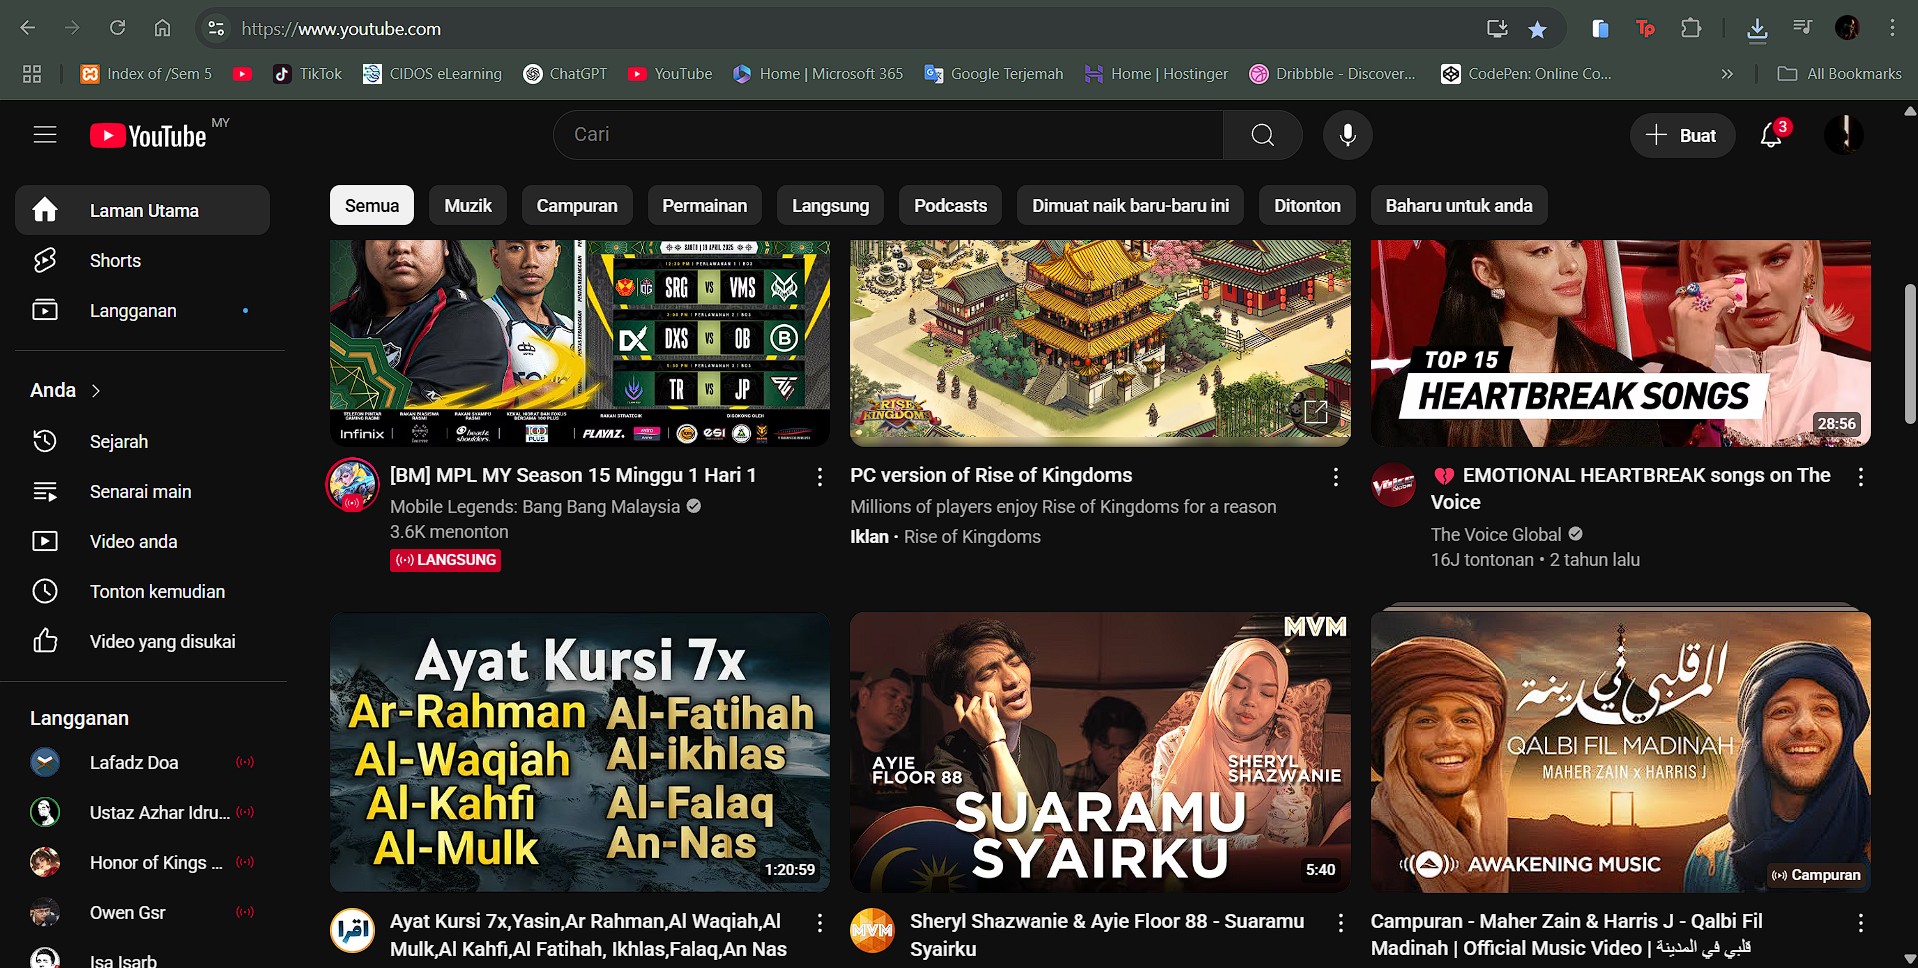 https://www.youtube.com
Index of /Sem 5
TikTok
CIDOS eLearning
ChatGPT
YouTube
Home | Microsoft 365
Google Terjemah
Home | Hostinger
Dribbble - Discover...
CodePen: Online Co...
All Bookmarks
YouTube MY
Cari
Buat
3
Laman Utama
Shorts
Langganan
Anda
Sejarah
Senarai main
Video anda
Tonton kemudian
Video yang disukai
Langganan
Lafadz Doa
Ustaz Azhar Idru...
Honor of Kings ...
Owen Gsr
Isa Isarb
Semua
Muzik
Campuran
Permainan
Langsung
Podcasts
Dimuat naik baru-baru ini
Ditonton
Baharu untuk anda
SABTU | 26 APRIL 2025
SRG VS VMS
DXS VS OB
TR VS JP
Infinix
PLAYAZ.
[BM] MPL MY Season 15 Minggu 1 Hari 1
Mobile Legends: Bang Bang Malaysia
3.6K menonton
LANGSUNG
RISE OF KINGDOMS
PC version of Rise of Kingdoms
Millions of players enjoy Rise of Kingdoms for a reason
Iklan • Rise of Kingdoms
TOP 15
HEARTBREAK SONGS
28:56
EMOTIONAL HEARTBREAK songs on The
Voice
The Voice Global
16J tontonan • 2 tahun lalu
Ayat Kursi 7x
Ar-Rahman Al-Fatihah
Al-Waqiah Al-ikhlas
Al-Kahfi Al-Falaq
Al-Mulk An-Nas
1:20:59
اقرا
Ayat Kursi 7x,Yasin,Ar Rahman,Al Waqiah,Al
Mulk,Al Kahfi,Al Fatihah, Ikhlas,Falaq,An Nas
MVM
AYIE
FLOOR 88
SHERYL
SHAZWANIE
SUARAMU
SYAIRKU
5:40
MVM
Sheryl Shazwanie & Ayie Floor 88 - Suaramu
Syairku
قلبي في المدينة
QALBI FIL MADINAH
MAHER ZAIN x HARRIS J
AWAKENING MUSIC
Campuran
Campuran - Maher Zain & Harris J - Qalbi Fil
Madinah | Official Music Video | قلبي في المدينة